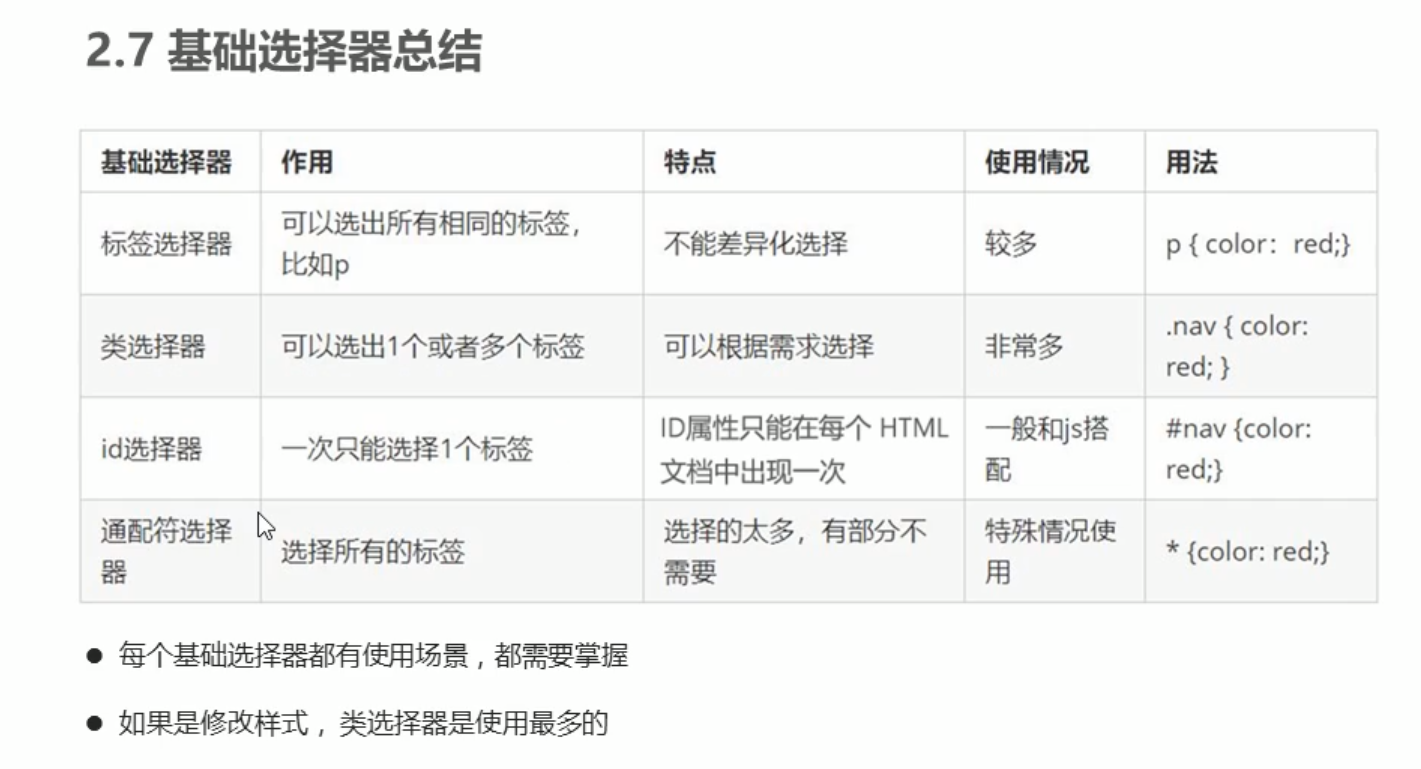 2.7 基础选择器总结
基础选择器 作用 特点 使用情况 用法
标签选择器
可以选出所有相同的标签，
比如p
不能差异化选择
较多
p { color：red;}
类选择器
可以选出1个或者多个标签
可以根据需求选择
非常多
.nav { color:
red; }
id选择器
一次只能选择1个标签
ID属性只能在每个 HTML
文档中出现一次
一般和js搭
配
#nav {color:
red;}
通配符选择
器
选择所有的标签
选择的太多，有部分不
需要
特殊情况使
用
* {color: red;}
● 每个基础选择器都有使用场景，都需要掌握
● 如果是修改样式，类选择器是使用最多的